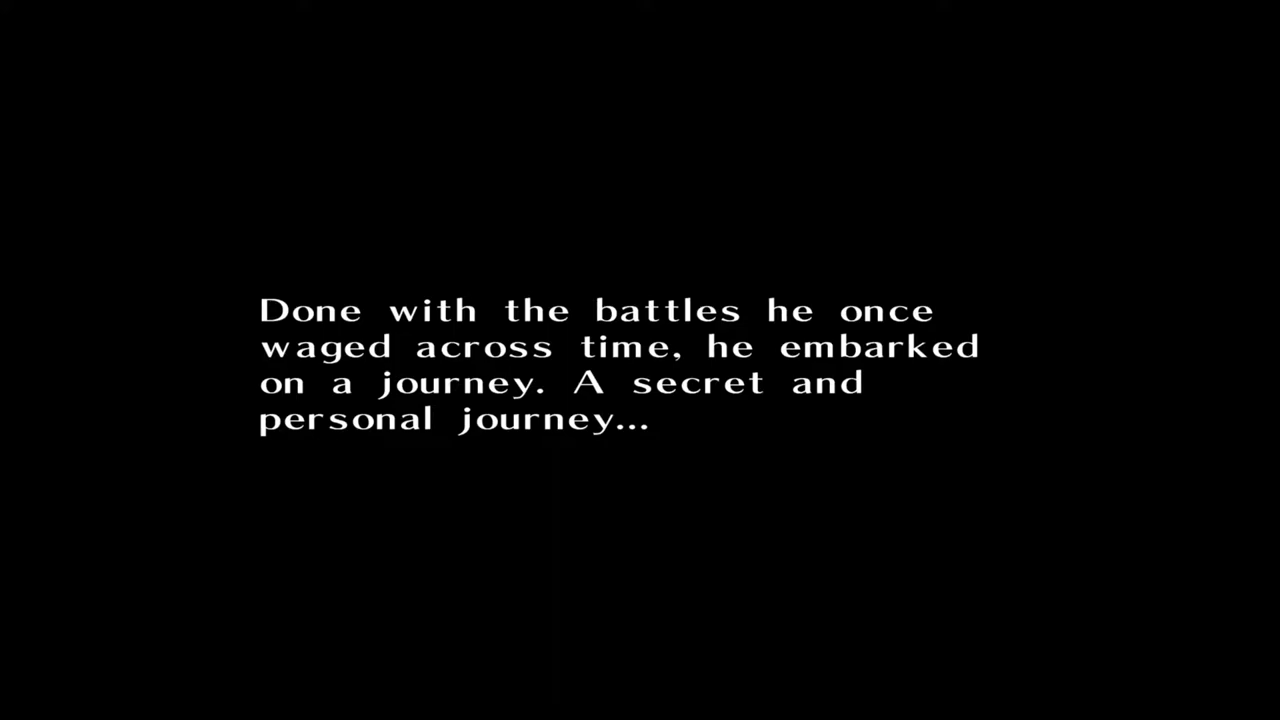 Done with the battles he once
waged across time, he embarked
on a journey. A secret and
personal journey...